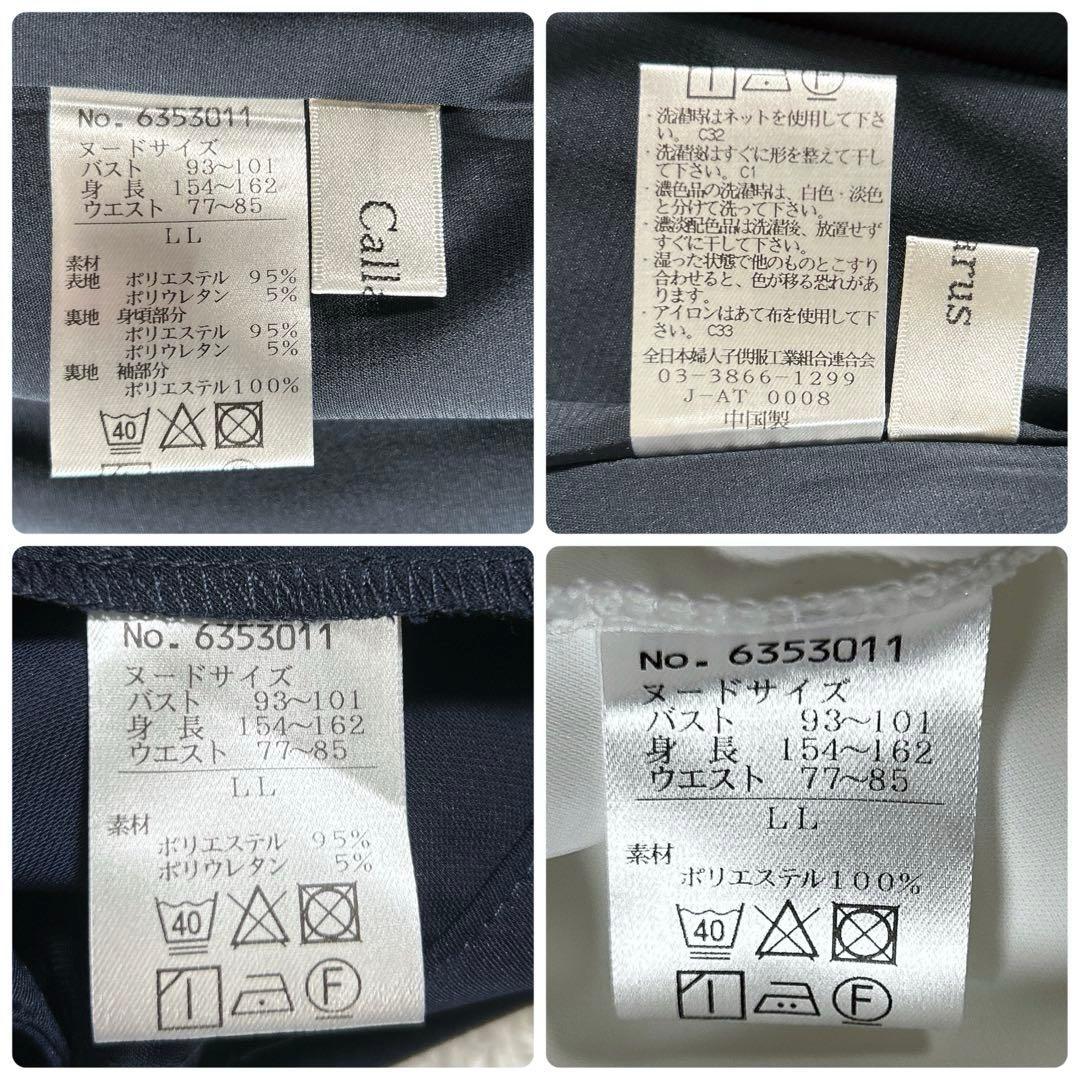 No. 6353011
ヌードサイズ
バスト 93〜101
身長 154〜162
ウエスト 77〜85
LL
素材
表地 ポリエステル 95%
ポリウレタン 5%
裏地 身頃部分
ポリエステル 95%
ポリウレタン 5%
裏地 袖部分
ポリエステル100%
40
Calla
・洗濯時はネットを使用して下さ
い。 C32
・洗濯後はすぐに形を整えて干し
て下さい。C1
・濃色品の洗濯時は、白色・淡色
と分けて洗って下さい。
・濃淡配色品は洗濯後、放置せず
すぐに干して下さい。
・湿った状態で他のものとこすり
合わせると、色が移る恐れがあ
ります。
・アイロンはあて布を使用して下
さい。 C33
全日本婦人子供服工業組合連合会
03-3866-1299
J-AT 0008
中国製
arus
No. 6353011
ヌードサイズ
バスト 93〜101
身長 154〜162
ウエスト 77〜85
LL
素材
ポリエステル 95%
ポリウレタン 5%
40
F
No. 6353011
ヌードサイズ
バスト 93〜101
身長 154〜162
ウエスト 77〜85
LL
素材
ポリエステル100%
40
F